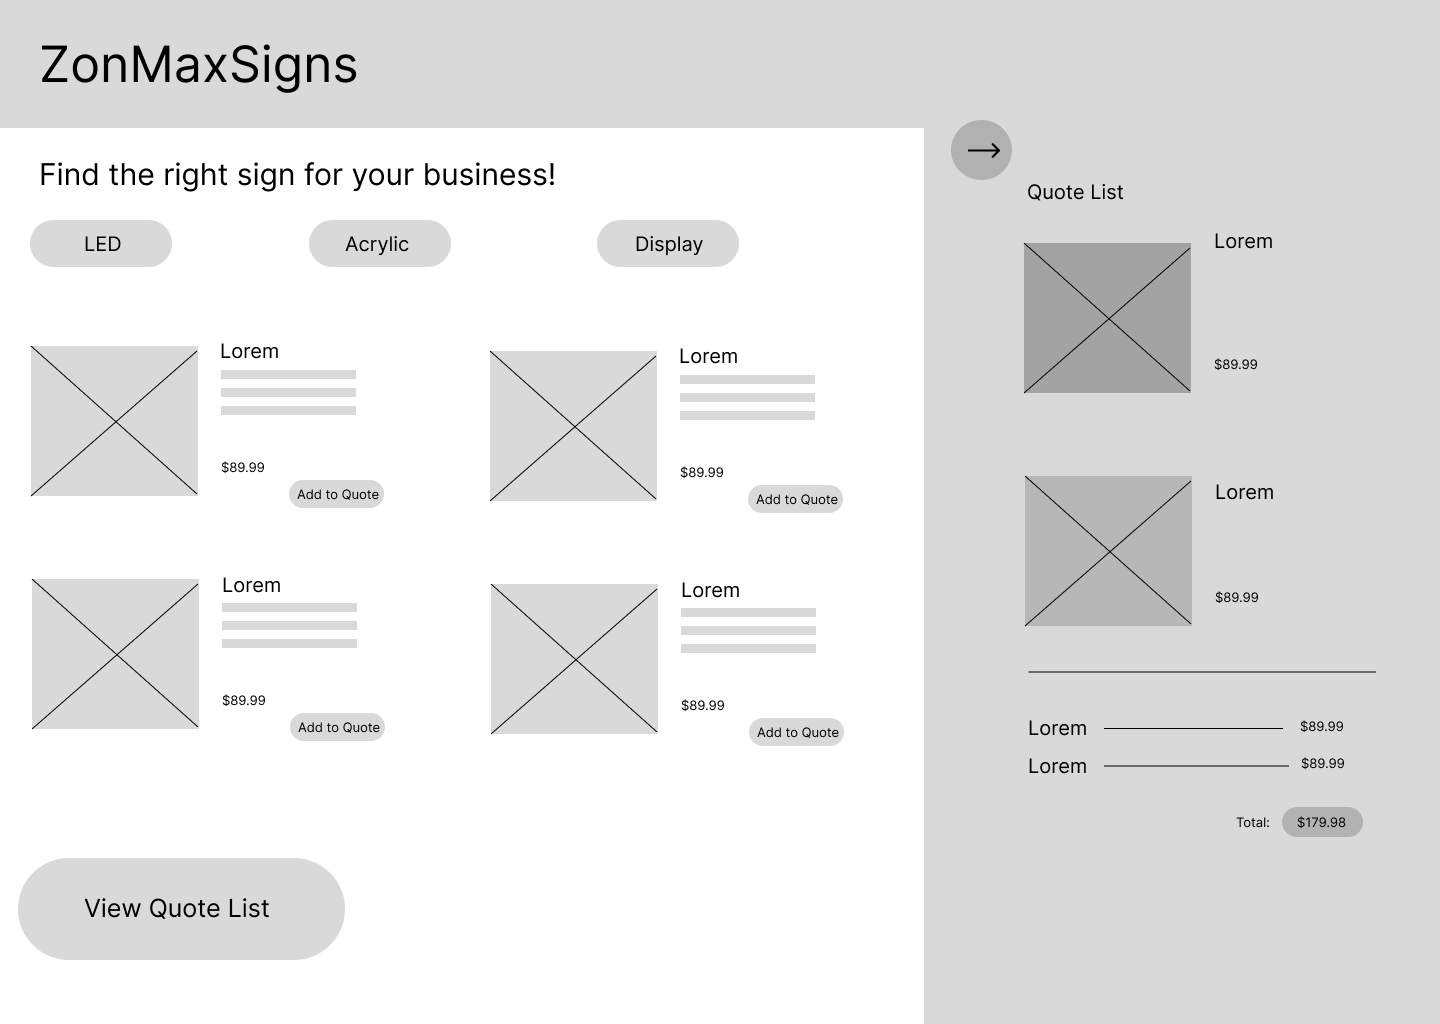 ZonMaxSigns
Find the right sign for your business!
LED
Acrylic
Display
Lorem
$89.99
Add to Quote
Lorem
$89.99
Add to Quote
Lorem
$89.99
Add to Quote
Lorem
$89.99
Add to Quote
View Quote List
Quote List
Lorem
$89.99
Lorem
$89.99
Lorem $89.99
Lorem $89.99
Total: $179.98